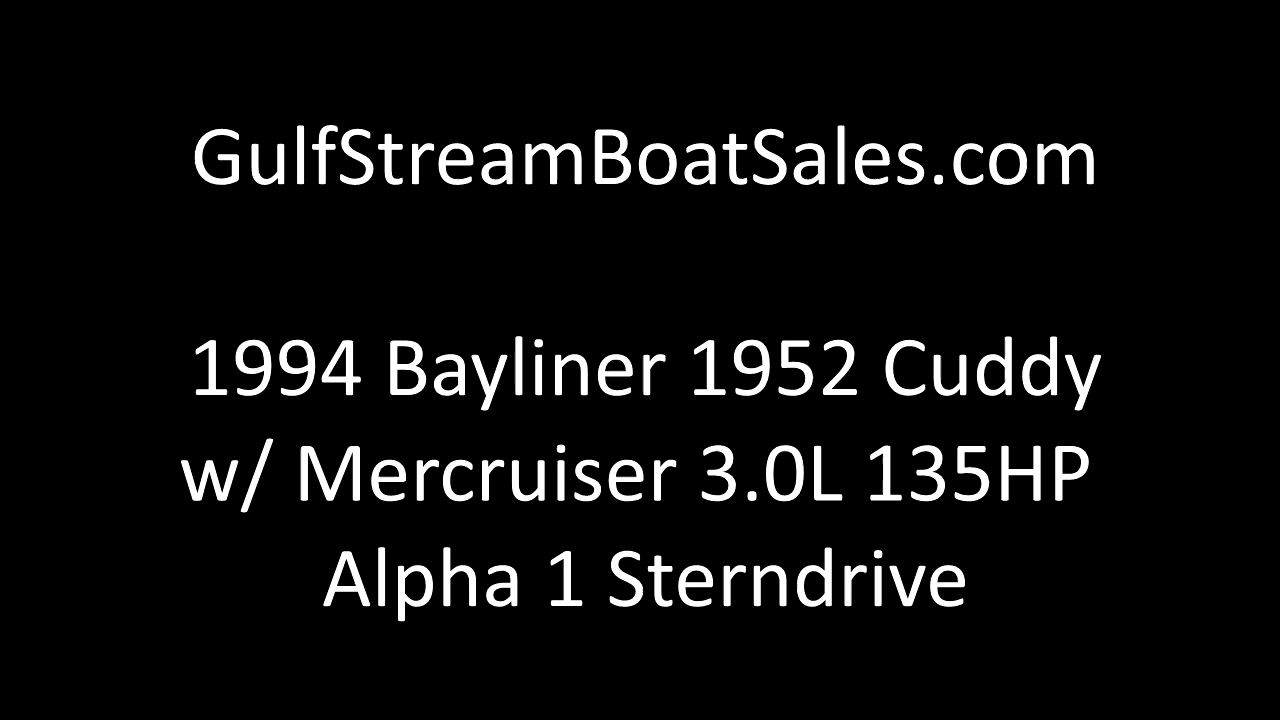 GulfStreamBoatSales.com
1994 Bayliner 1952 Cuddy
w/ Mercruiser 3.0L 135HP
Alpha 1 Sterndrive